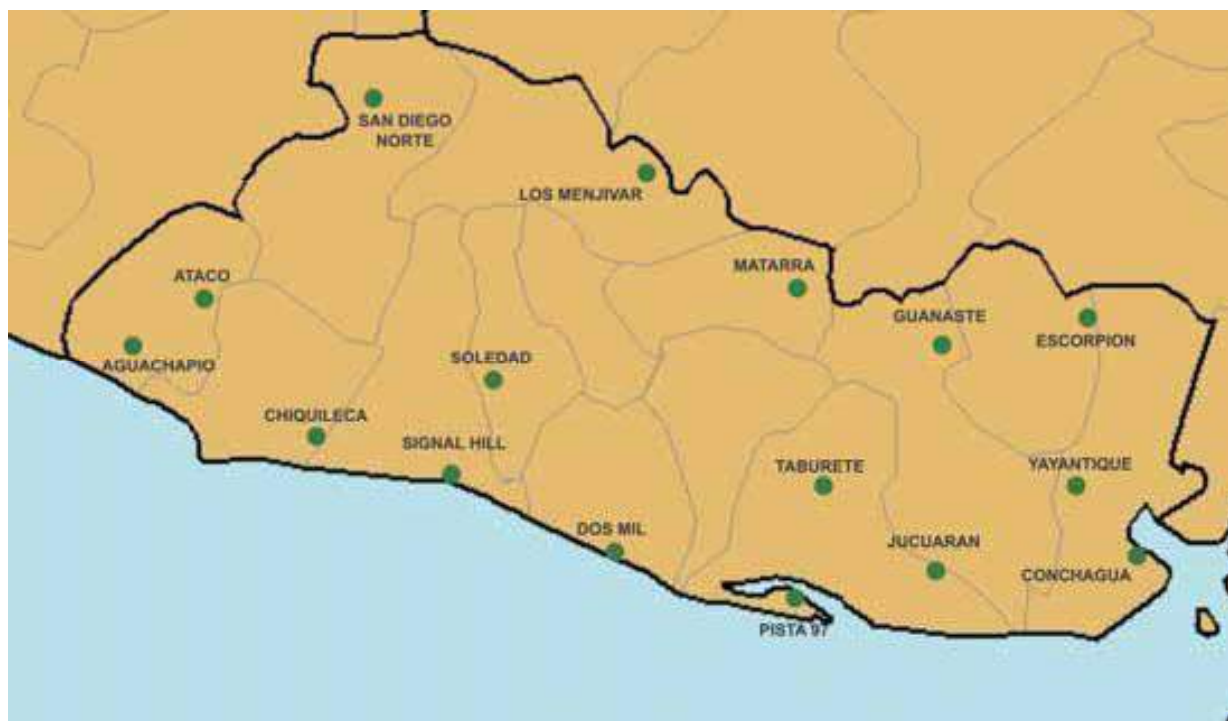 SAN DIEGO
NORTE
LOS MENJIVAR
ATACO
MATARRA
GUANASTE
ESCORPION
AGUACHAPIO
SOLEDAD
CHIQUILECA
SIGNAL HILL
TABURETE
YAYANTIQUE
DOS MIL
JUCUARAN
CONCHAGUA
PISTA 97